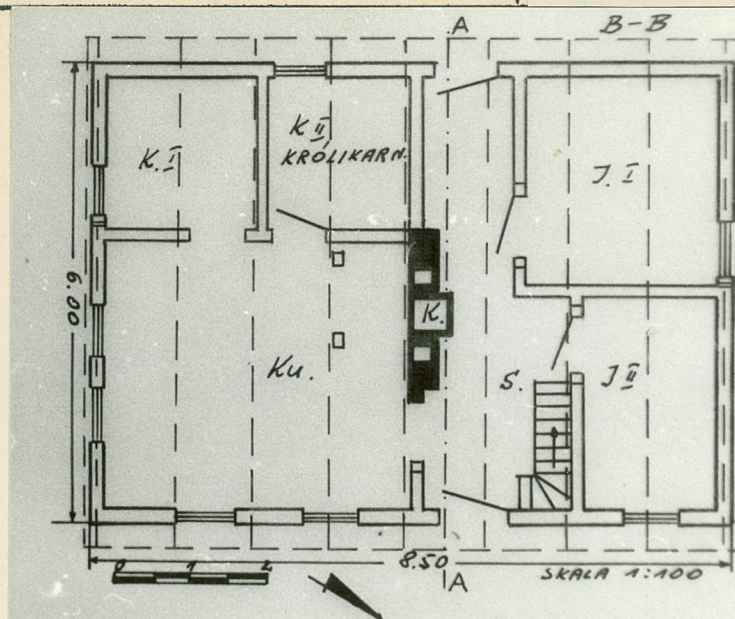 A
B-B
K. I
K II
KRÓLIKARN.
J. I
6.00
K.
Ku.
S.
J II
8.50
0 1 2
A
SKALA 1:100